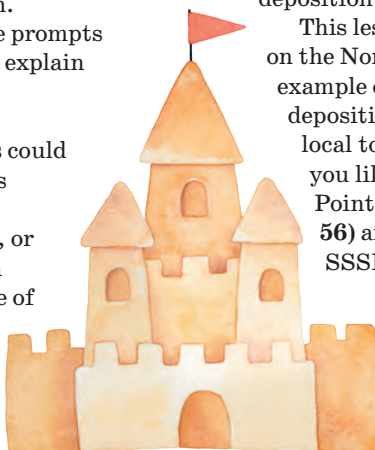 prompts
explain
could
, or
e of
deposition
This les
on the Nor
example
depositi
local to
you lik
Point
56) a
SSSI